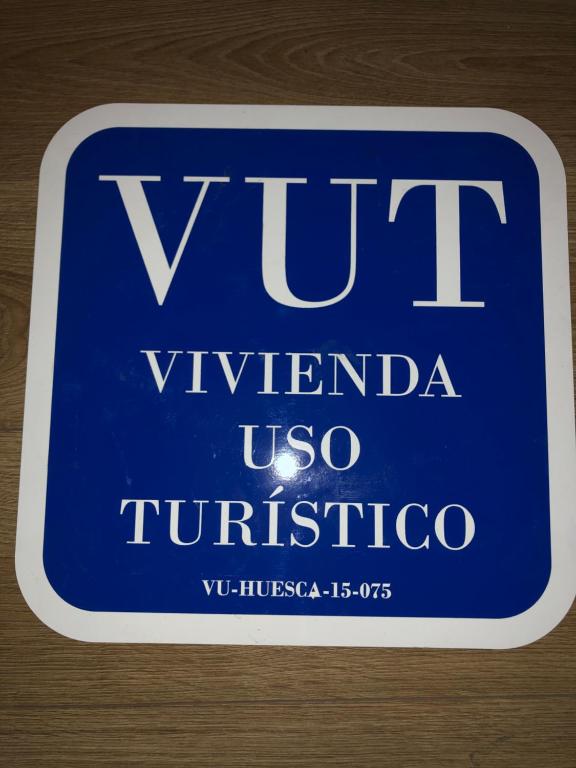 VUT
VIVIENDA
USO
TURÍSTICO
VU-HUESCA-15-075